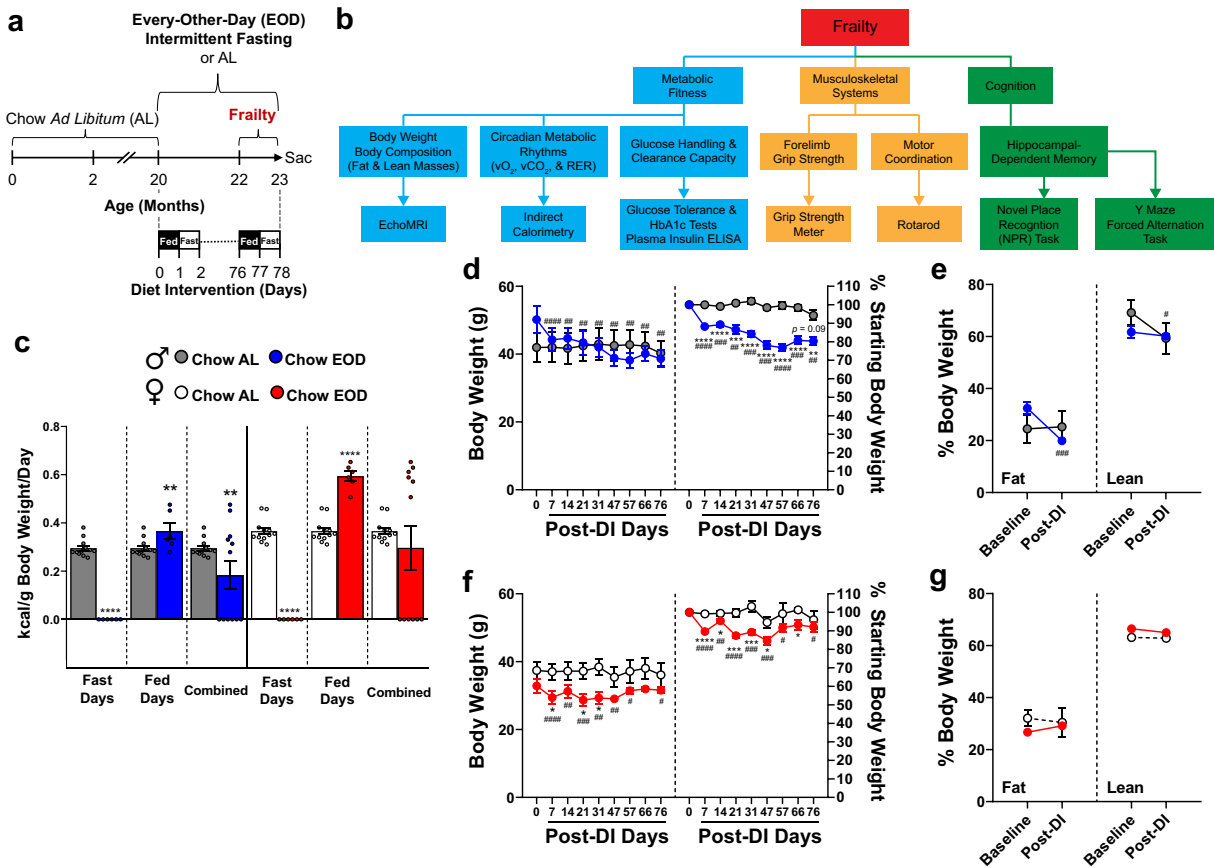 a
Every-Other-Day (EOD)
Intermittent Fasting
or AL
Chow Ad Libitum (AL)
Frailty
Sac
0 2 20 22 23
Age (Months)
Fed Fast Fed Fast
0 1 2 76 77 78
Diet Intervention (Days)
b
Frailty
Metabolic
Fitness
Musculoskeletal
Systems
Cognition
Body Weight
Body Composition
(Fat & Lean Masses)
Circadian Metabolic
Rhythms
(vO2, vCO2, & RER)
Glucose Handling &
Clearance Capacity
Forelimb
Grip Strength
Motor
Coordination
Hippocampal-
Dependent Memory
EchoMRI
Indirect
Calorimetry
Glucose Tolerance &
HbA1c Tests
Plasma Insulin ELISA
Grip Strength
Meter
Rotarod
Novel Place
Recogntion
(NPR) Task
Y Maze
Forced Alternation
Task
c
♂ Chow AL Chow EOD
♀ Chow AL Chow EOD
kcal/g Body Weight/Day
0.6
0.4
0.2
0.0
**** ** ** **** ****
Fast
Days
Fed
Days
Combined
Fast
Days
Fed
Days
Combined
d
Body Weight (g)
60
40
20
0
#### ## ## ## ## ## ## ##
0 7 14 21 31 47 57 66 76
Post-DI Days
p = 0.09
****
####
****
###
***
##
****
###
****
###
****
####
****
###
**
##
0 7 14 21 31 47 57 66 76
Post-DI Days
% Starting Body Weight
110
100
90
80
70
60
50
40
30
20
10
0
e
% Body Weight
80
60
40
20
0
###
#
Fat
Lean
Baseline
Post-DI
Baseline
Post-DI
f
Body Weight (g)
60
40
20
0
*
####
##
*
###
*
##
##
#
#
0 7 14 21 31 47 57 66 76
Post-DI Days
****
####
*
##
***
####
***
###
*
###
#
*
#
0 7 14 21 31 47 57 66 76
Post-DI Days
% Starting Body Weight
110
100
90
80
70
60
50
40
30
20
10
0
g
% Body Weight
80
60
40
20
0
Fat
Lean
Baseline
Post-DI
Baseline
Post-DI